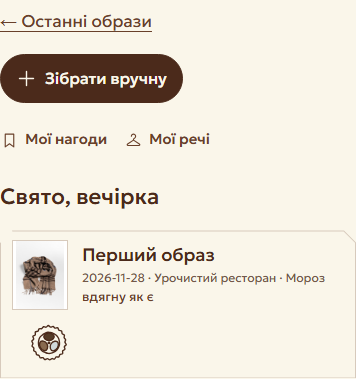 ← Останні образи
Зібрати вручну
Мої нагоди Мої речі
Свято, вечірка
Перший образ
2026-11-28 · Урочистий ресторан · Мороз
вдягну як є